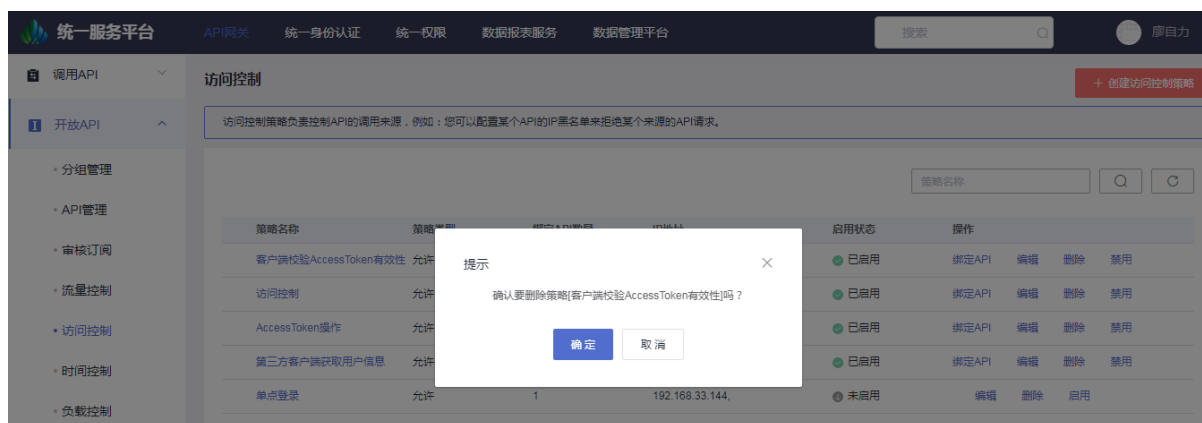 统一服务平台 API网关 统一身份认证 统一权限 数据报表服务 数据管理平台 搜索 廖自力
调用API
访问控制 + 创建访问控制策略
开放API
访问控制策略负责控制API的调用来源，例如：您可以配置某个API的IP黑名单来拒绝某个来源的API请求。
分组管理
策略名称
API管理
策略名称 启用状态 操作
审核订阅
客户端校验AccessToken有效性 允许 已启用 绑定API 编辑 删除 禁用
提示
流量控制
访问控制 允许 已启用 绑定API 编辑 删除 禁用
确认要删除策略[客户端校验AccessToken有效性]吗？
访问控制
AccessToken操作 允许 已启用 绑定API 编辑 删除 禁用
确定 取消
第三方客户端获取用户信息 允许 已启用 绑定API 编辑 删除 禁用
时间控制
单点登录 允许 1 192.168.33.144, 未启用 编辑 删除 启用
负载控制